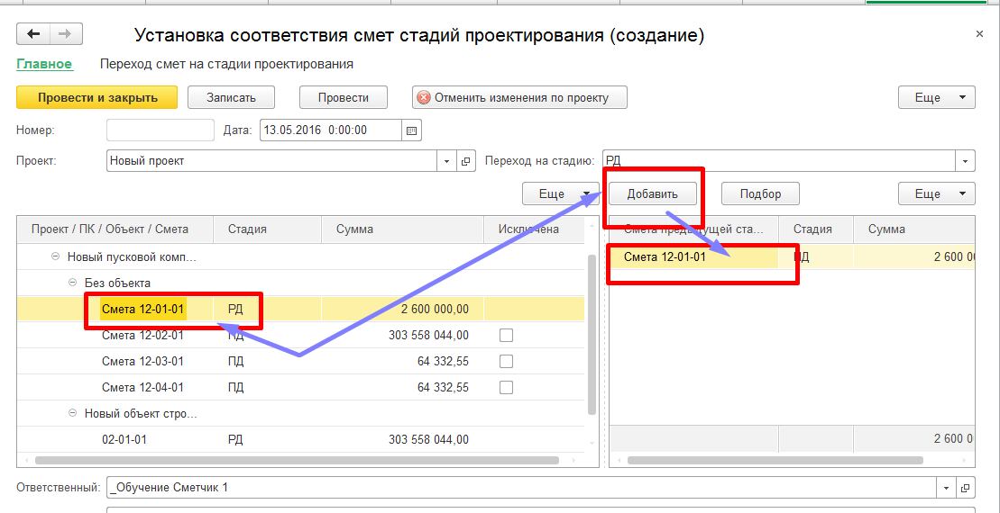 Установка соответствия смет стадий проектирования (создание)
Главное Переход смет на стадии проектирования
Провести и закрыть Записать Провести Отменить изменения по проекту Еще
Номер: Дата: 13.05.2016 0:00:00
Проект: Новый проект Переход на стадию: РД
Еще Добавить Подбор Еще
Проект / ПК / Объект / Смета Стадия Сумма Исключена Смета предыдущей ста... Стадия Сумма
Новый пусковой комп... Смета 12-01-01 ПД 2 600 0
Без объекта
Смета 12-01-01 РД 2 600 000,00
Смета 12-02-01 ПД 303 558 044,00
Смета 12-03-01 ПД 64 332,55
Смета 12-04-01 ПД 64 332,55
Новый объект стро...
02-01-01 РД 303 558 044,00 2 600 0
Ответственный: _Обучение Сметчик 1